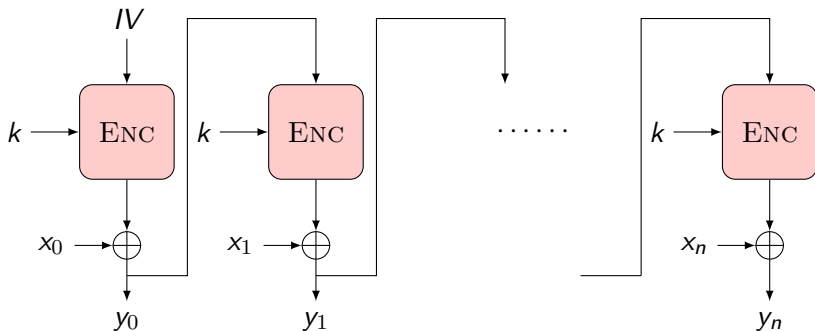 IV
k ENC k ENC ...... k ENC
x₀ x₁ xₙ
y₀ y₁ yₙ